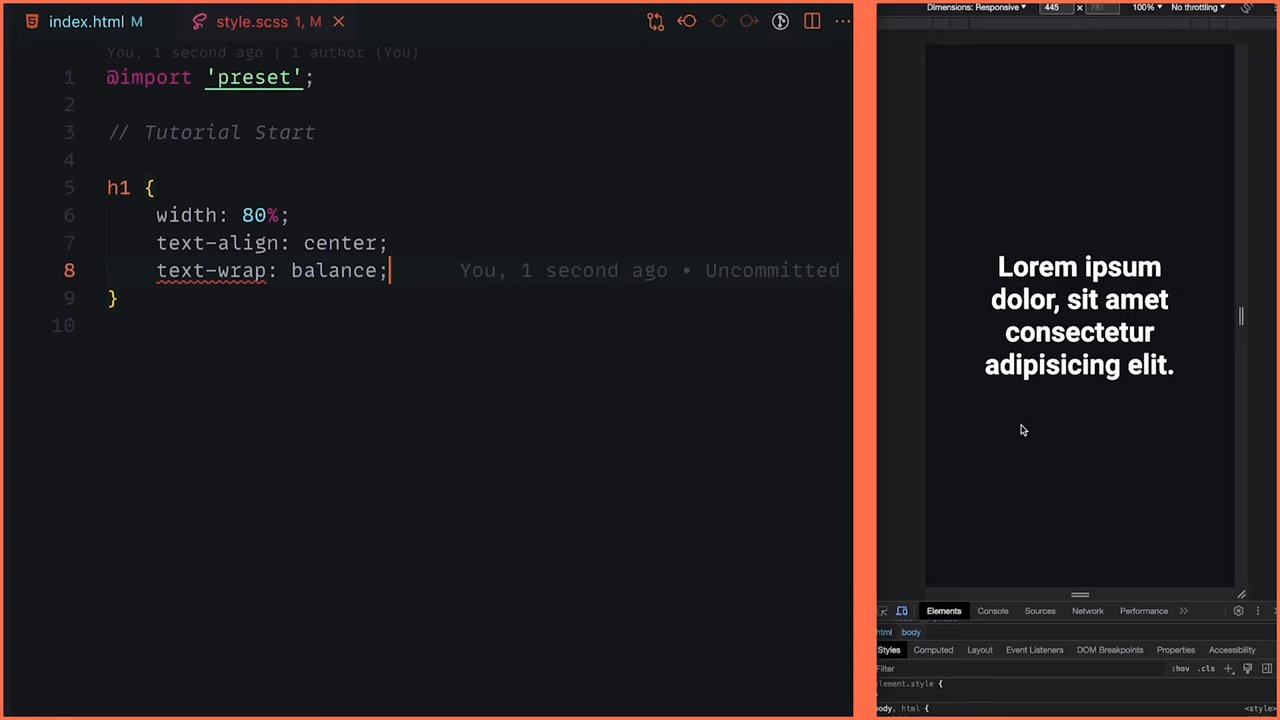 index.html M
style.scss 1, M
You, 1 second ago | 1 author (You)
1 @import 'preset';
2
3 // Tutorial Start
4
5 h1 {
6 width: 80%;
7 text-align: center;
8 text-wrap: balance; You, 1 second ago • Uncommitted
9 }
10
Dimensions: Responsive 445 × 781 100% No throttling
Lorem ipsum
dolor, sit amet
consectetur
adipisicing elit.
Elements Console Sources Network Performance
html body
Styles Computed Layout Event Listeners DOM Breakpoints Properties Accessibility
Filter :hov .cls
element.style {
body, html { <style>